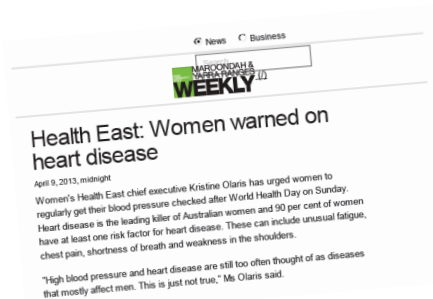 News Business
MAROONDAH &
YARRA RANGES (/)
WEEKLY
Health East: Women warned on
heart disease
April 9, 2013, midnight
Women's Health East chief executive Kristine Olaris has urged women to
regularly get their blood pressure checked after World Health Day on Sunday.
Heart disease is the leading killer of Australian women and 90 per cent of women
have at least one risk factor for heart disease. These can include unusual fatigue,
chest pain, shortness of breath and weakness in the shoulders.
"High blood pressure and heart disease are still too often thought of as diseases
that mostly affect men. This is just not true," Ms Olaris said.